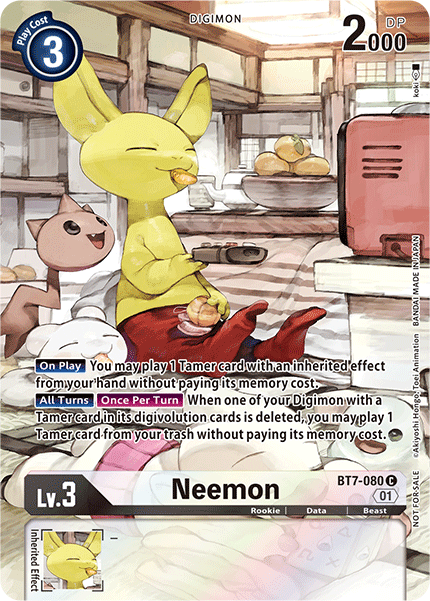 Play Cost
3
DIGIMON
DP
2000
koki
On Play You may play 1 Tamer card with an inherited effect
from your hand without paying its memory cost.
All Turns Once Per Turn When one of your Digimon with a
Tamer card in its digivolution cards is deleted, you may play 1
Tamer card from your trash without paying its memory cost.
©Akiyoshi Hongo, Toei Animation BANDAI MADE IN JAPAN
NOT FOR SALE
Lv.3
Neemon
BT7-080 C
01
Rookie | Data | Beast
Inherited Effect
–